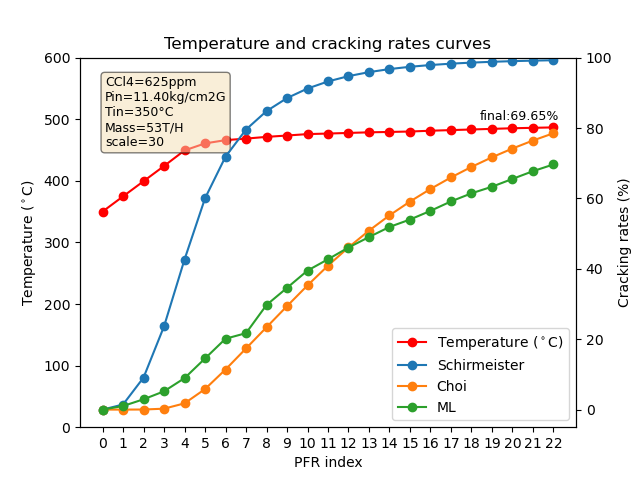 Temperature and cracking rates curves
CCl4=625ppm
Pin=11.40kg/cm2G
Tin=350°C
Mass=53T/H
scale=30
final:69.65%
Temperature (°C)
600
500
400
300
200
100
0
Cracking rates (%)
100
80
60
40
20
0
Temperature (°C)
Schirmeister
Choi
ML
0 1 2 3 4 5 6 7 8 9 10 11 12 13 14 15 16 17 18 19 20 21 22
PFR index